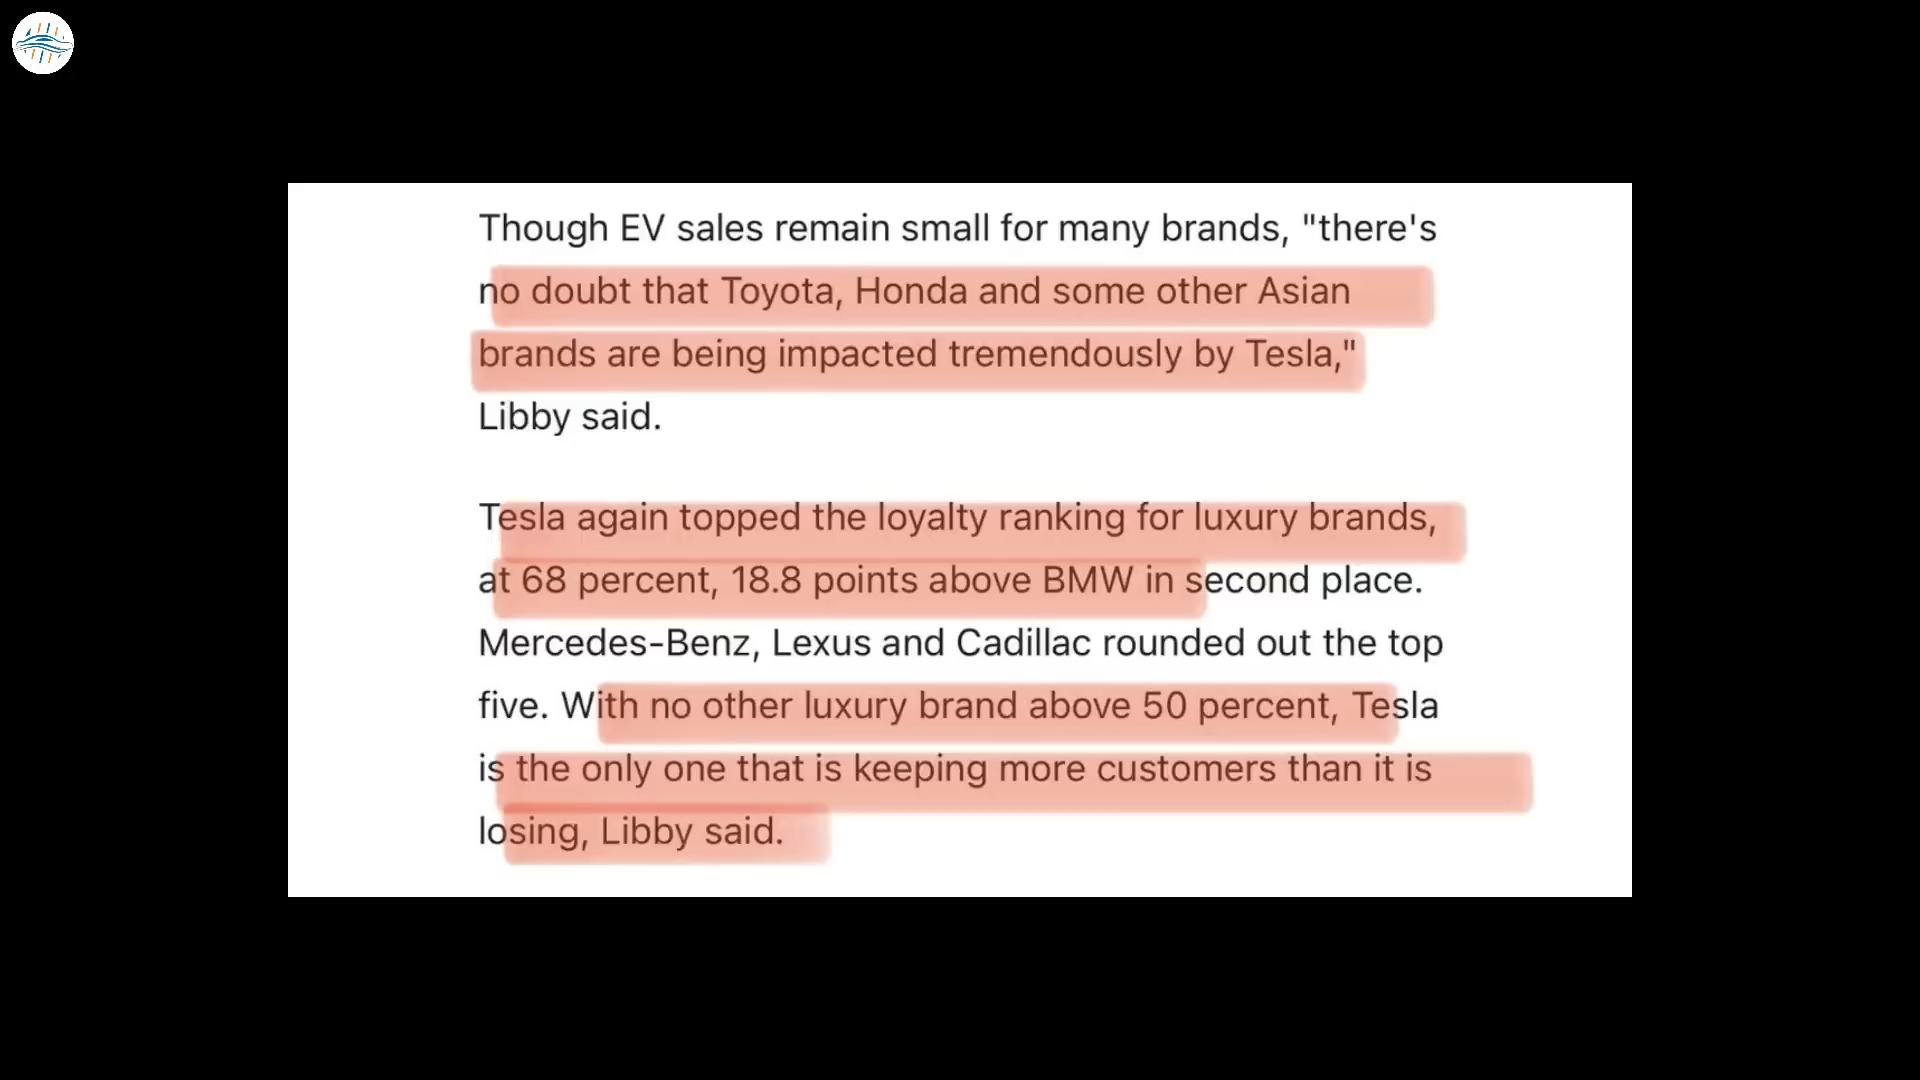 Though EV sales remain small for many brands, "there's
no doubt that Toyota, Honda and some other Asian
brands are being impacted tremendously by Tesla,"
Libby said.
Tesla again topped the loyalty ranking for luxury brands,
at 68 percent, 18.8 points above BMW in second place.
Mercedes-Benz, Lexus and Cadillac rounded out the top
five. With no other luxury brand above 50 percent, Tesla
is the only one that is keeping more customers than it is
losing, Libby said.